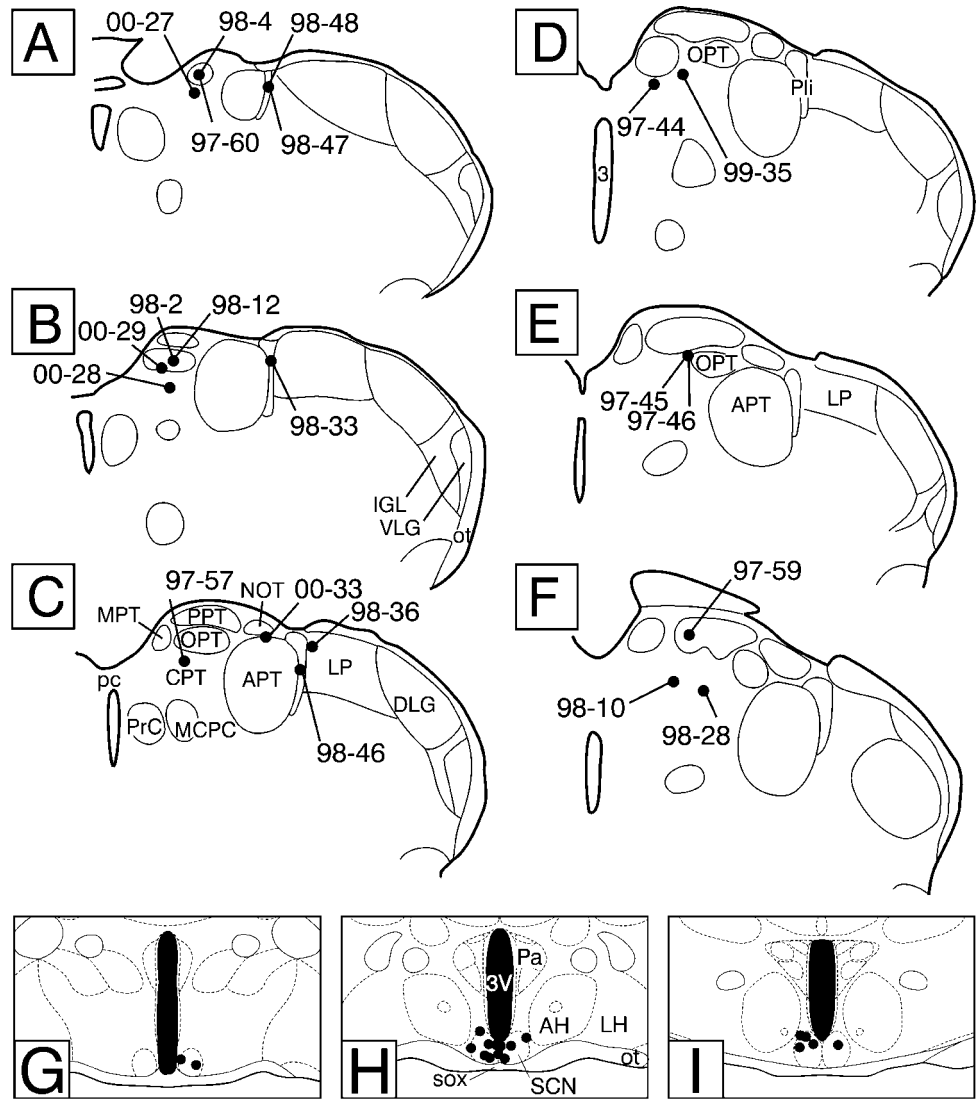 A
00-27 98-4 98-48
97-60 98-47
B
98-2 98-12
00-29
00-28
98-33
IGL
VLG
ot
C
97-57 NOT 00-33
98-36
MPT PPT
OPT
CPT APT LP
pc
DLG
PrC MCPC
98-46
D
OPT
Pli
97-44
99-35
3
E
OPT
97-45
97-46
APT LP
F
97-59
98-10
98-28
G
H
Pa
3V
AH LH
ot
sox SCN
I